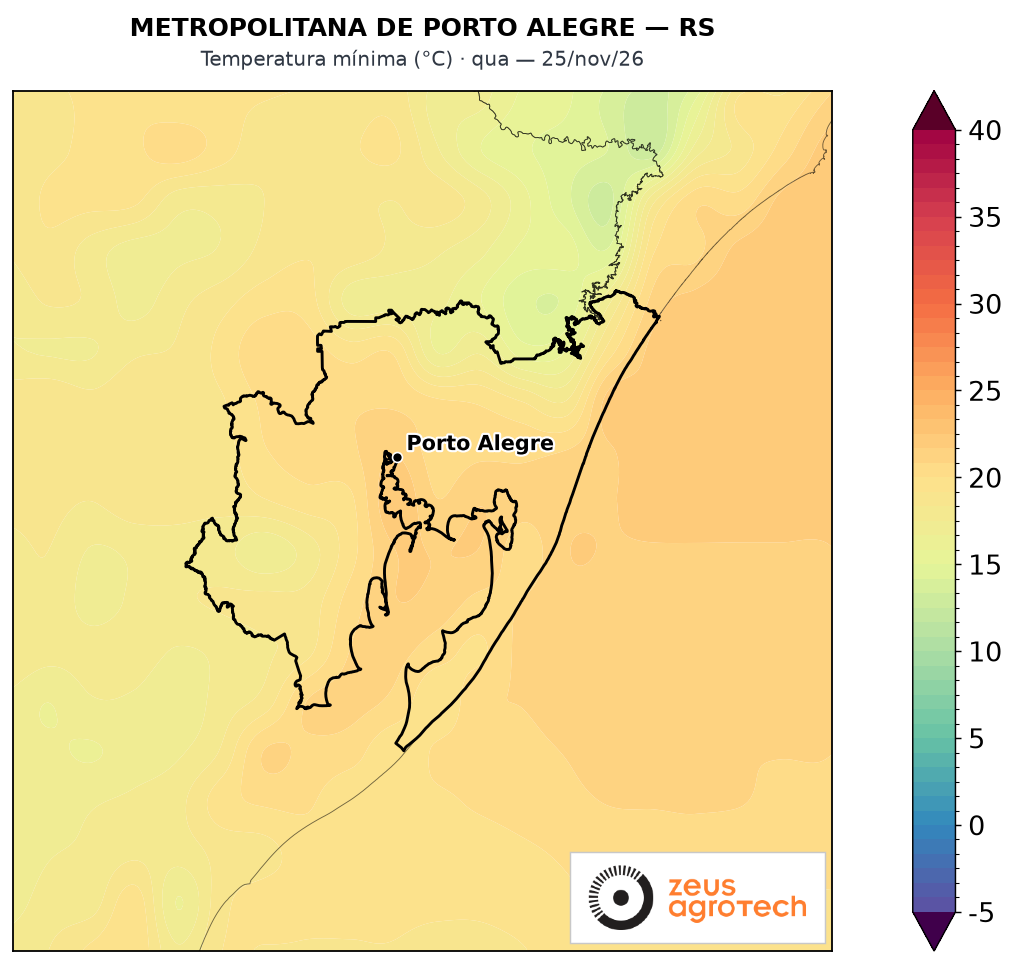 METROPOLITANA DE PORTO ALEGRE — RS
Temperatura mínima (°C) · qua — 25/nov/26
Porto Alegre
40
35
30
25
20
15
10
5
0
-5
zeus
agrotech